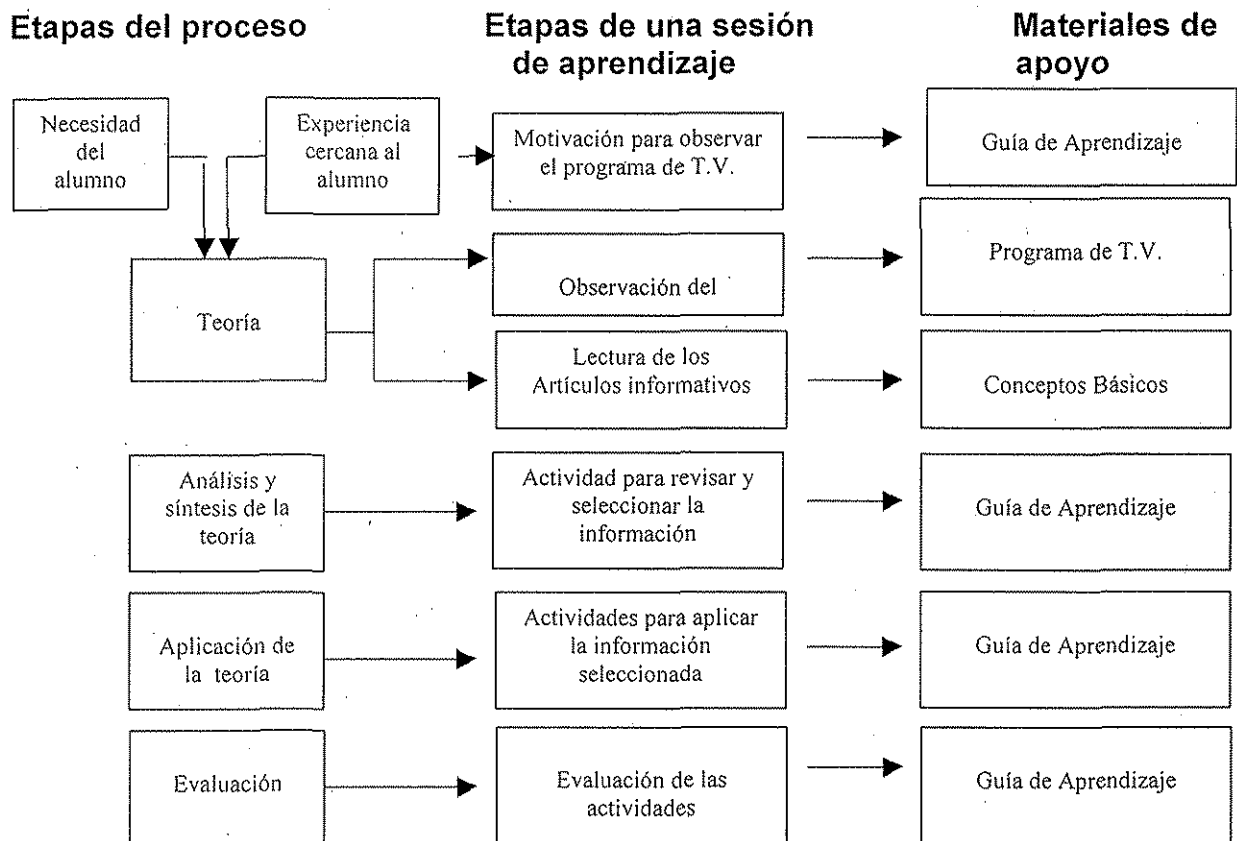 Etapas del proceso
Etapas de una sesión
de aprendizaje
Materiales de
apoyo
Necesidad
del
alumno
Experiencia
cercana al
alumno
Motivación para observar
el programa de T.V.
Guía de Aprendizaje
Teoría
Observación del
Programa de T.V.
Lectura de los
Artículos informativos
Conceptos Básicos
Análisis y
síntesis de la
teoría
Actividad para revisar y
seleccionar la
información
Guía de Aprendizaje
Aplicación de
la teoría
Actividades para aplicar
la información
seleccionada
Guía de Aprendizaje
Evaluación
Evaluación de las
actividades
Guía de Aprendizaje